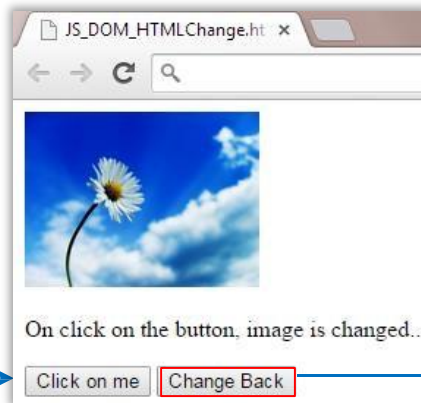 JS_DOM_HTMLChange.ht
On click on the button, image is changed..
Click on me Change Back